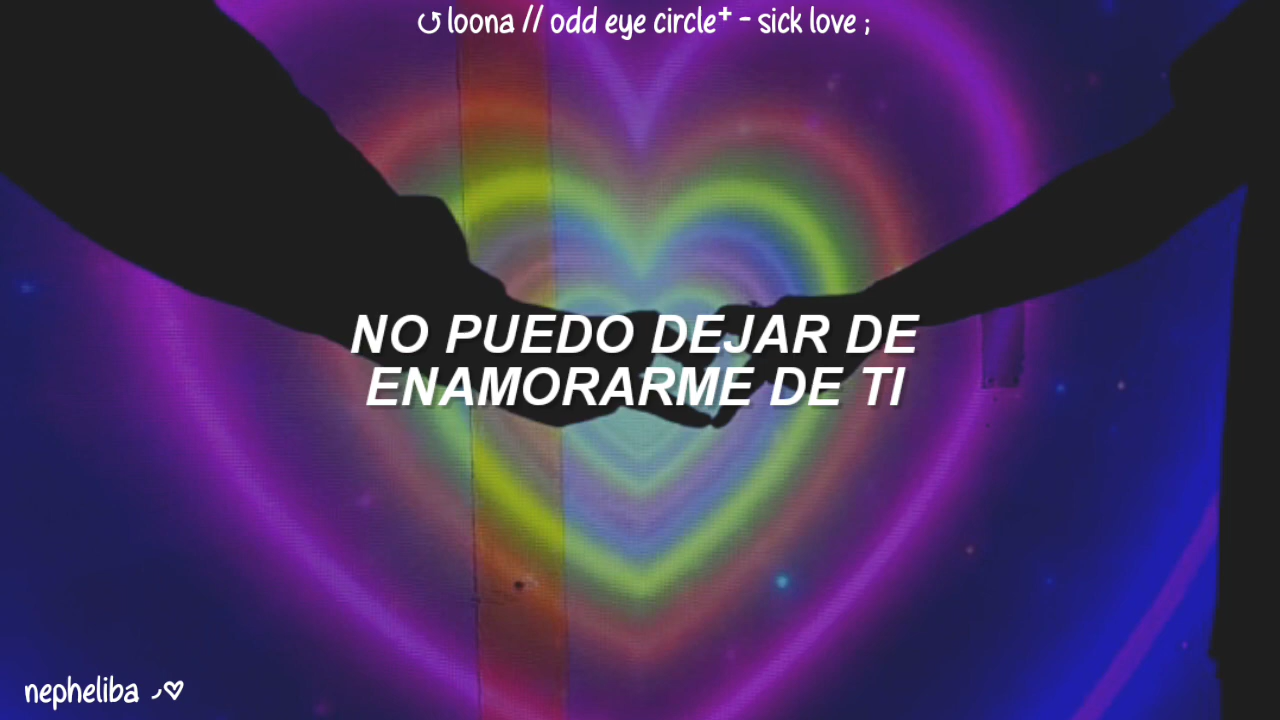 ↺ loona // odd eye circle⁺ - sick love ;
NO PUEDO DEJAR DE
ENAMORARME DE TI
nepheliba ◞♡